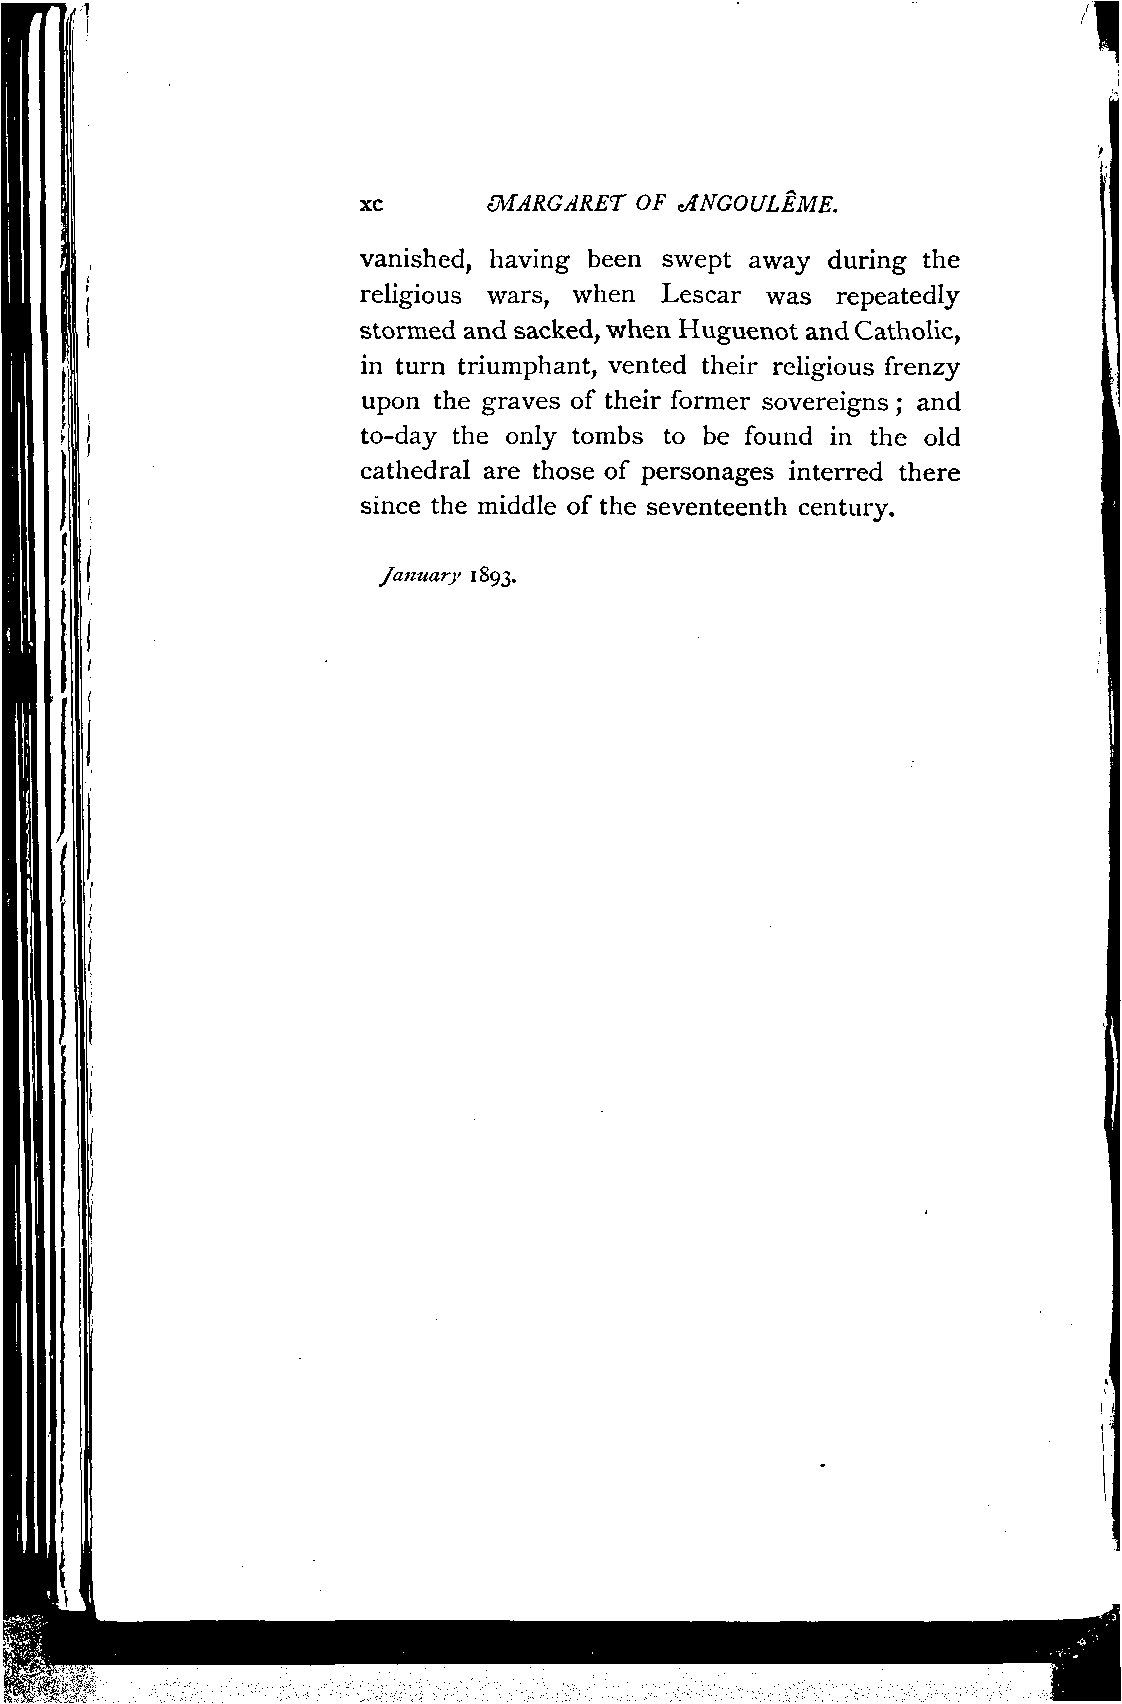 xc MARGARET OF ANGOULÊME.
vanished, having been swept away during the
religious wars, when Lescar was repeatedly
stormed and sacked, when Huguenot and Catholic,
in turn triumphant, vented their religious frenzy
upon the graves of their former sovereigns ; and
to-day the only tombs to be found in the old
cathedral are those of personages interred there
since the middle of the seventeenth century.
January 1893.